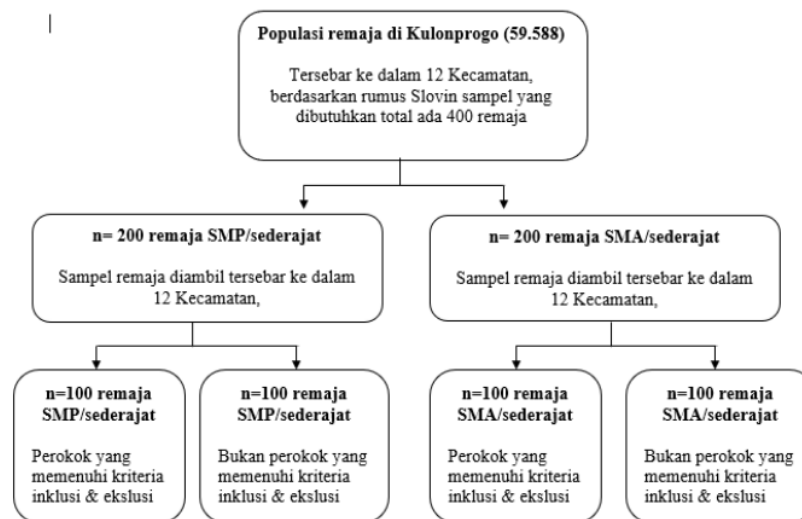 Populasi remaja di Kulonprogo (59.588)
Tersebar ke dalam 12 Kecamatan,
berdasarkan rumus Slovin sampel yang
dibutuhkan total ada 400 remaja
n= 200 remaja SMP/sederajat
Sampel remaja diambil tersebar ke dalam
12 Kecamatan,
n= 200 remaja SMA/sederajat
Sampel remaja diambil tersebar ke dalam
12 Kecamatan,
n=100 remaja
SMP/sederajat
Perokok yang
memenuhi kriteria
inklusi & ekslusi
n=100 remaja
SMP/sederajat
Bukan perokok yang
memenuhi kriteria
inklusi & ekslusi
n=100 remaja
SMA/sederajat
Perokok yang
memenuhi kriteria
inklusi & ekslusi
n=100 remaja
SMA/sederajat
Bukan perokok yang
memenuhi kriteria
inklusi & ekslusi